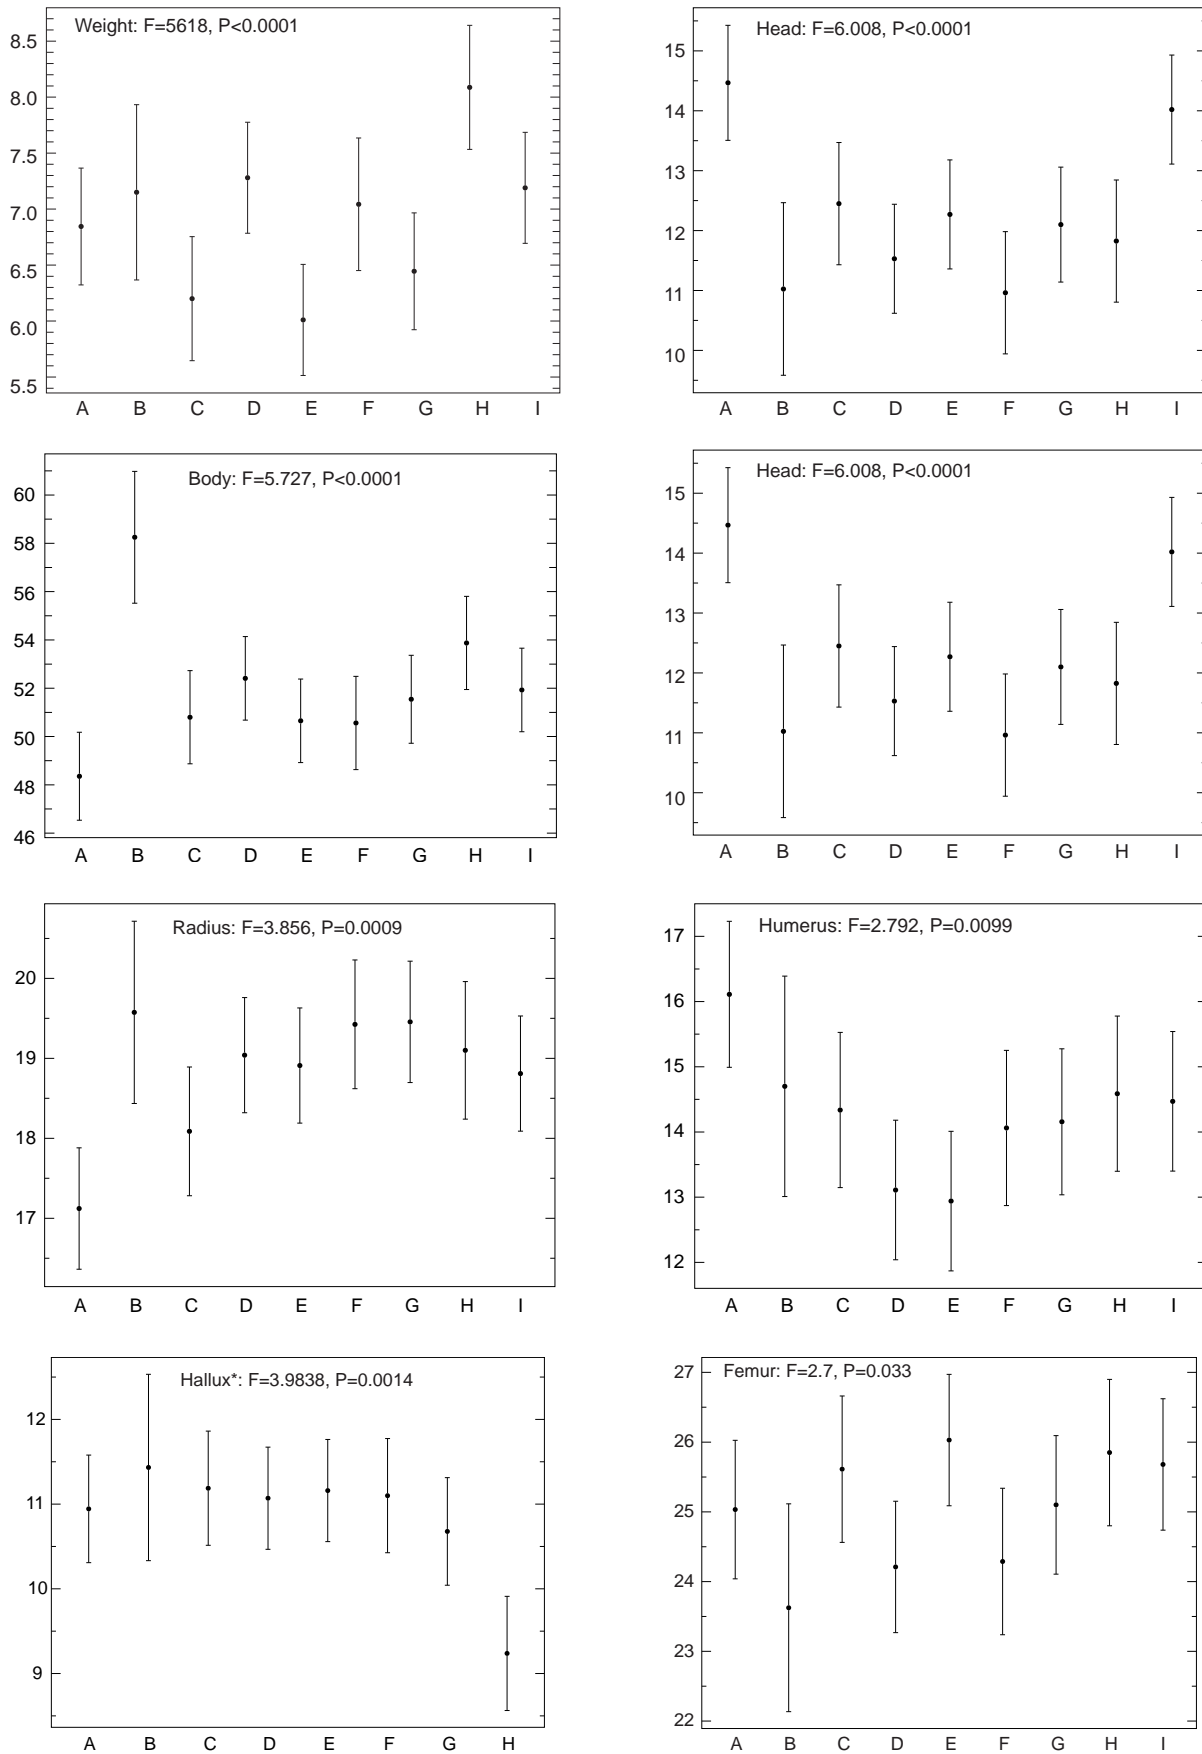 Weight: F=5618, P<0.0001
8.5
8.0
7.5
7.0
6.5
6.0
5.5
A B C D E F G H I
Head: F=6.008, P<0.0001
15
14
13
12
11
10
A B C D E F G H I
Body: F=5.727, P<0.0001
60
58
56
54
52
50
48
46
A B C D E F G H I
Head: F=6.008, P<0.0001
15
14
13
12
11
10
A B C D E F G H I
Radius: F=3.856, P=0.0009
20
19
18
17
A B C D E F G H I
Humerus: F=2.792, P=0.0099
17
16
15
14
13
12
A B C D E F G H I
Hallux*: F=3.9838, P=0.0014
12
11
10
9
A B C D E F G H
Femur: F=2.7, P=0.033
27
26
25
24
23
22
A B C D E F G H I